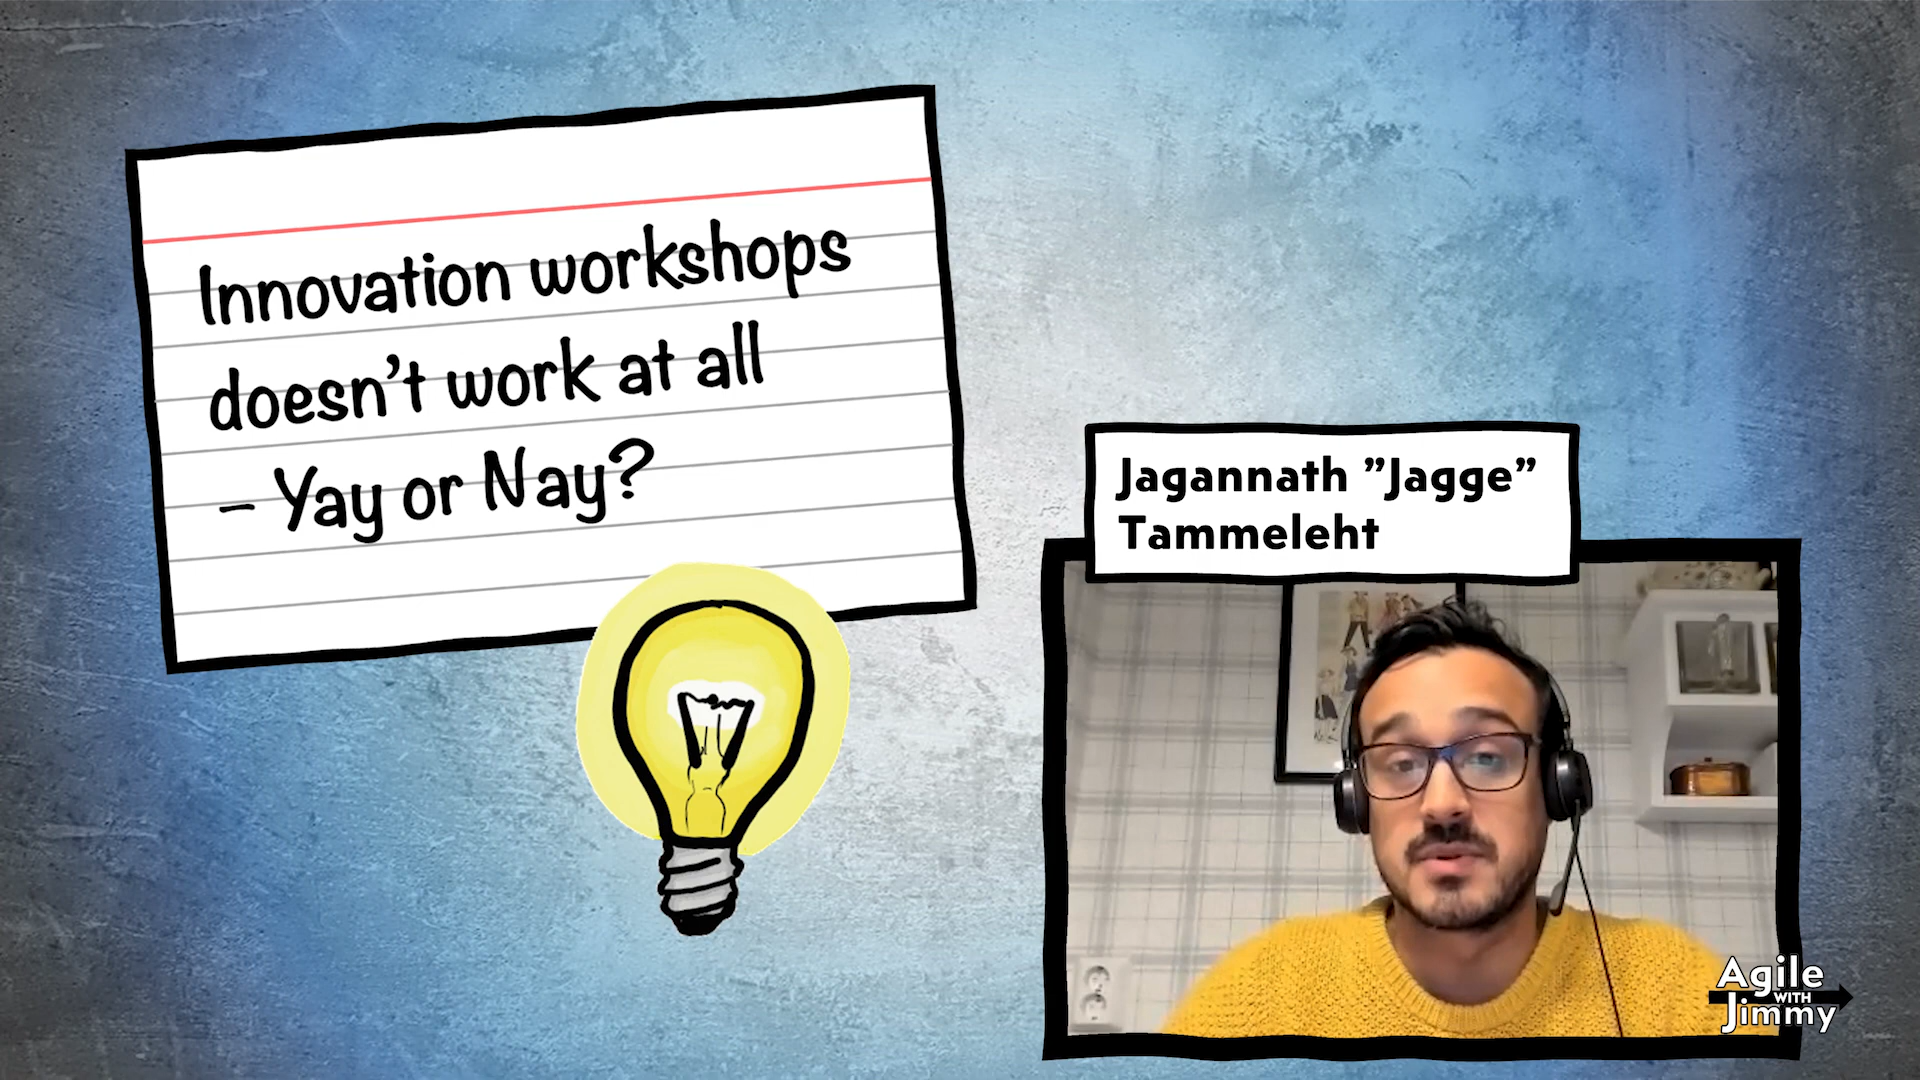 Innovation workshops
doesn't work at all
– Yay or Nay?
Jagannath ”Jagge”
Tammeleht
Agile
WITH
Jimmy